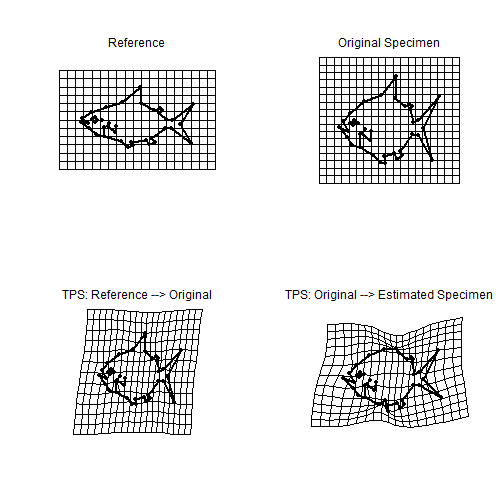 Reference
Original Specimen
TPS: Reference --> Original
TPS: Original --> Estimated Specimen